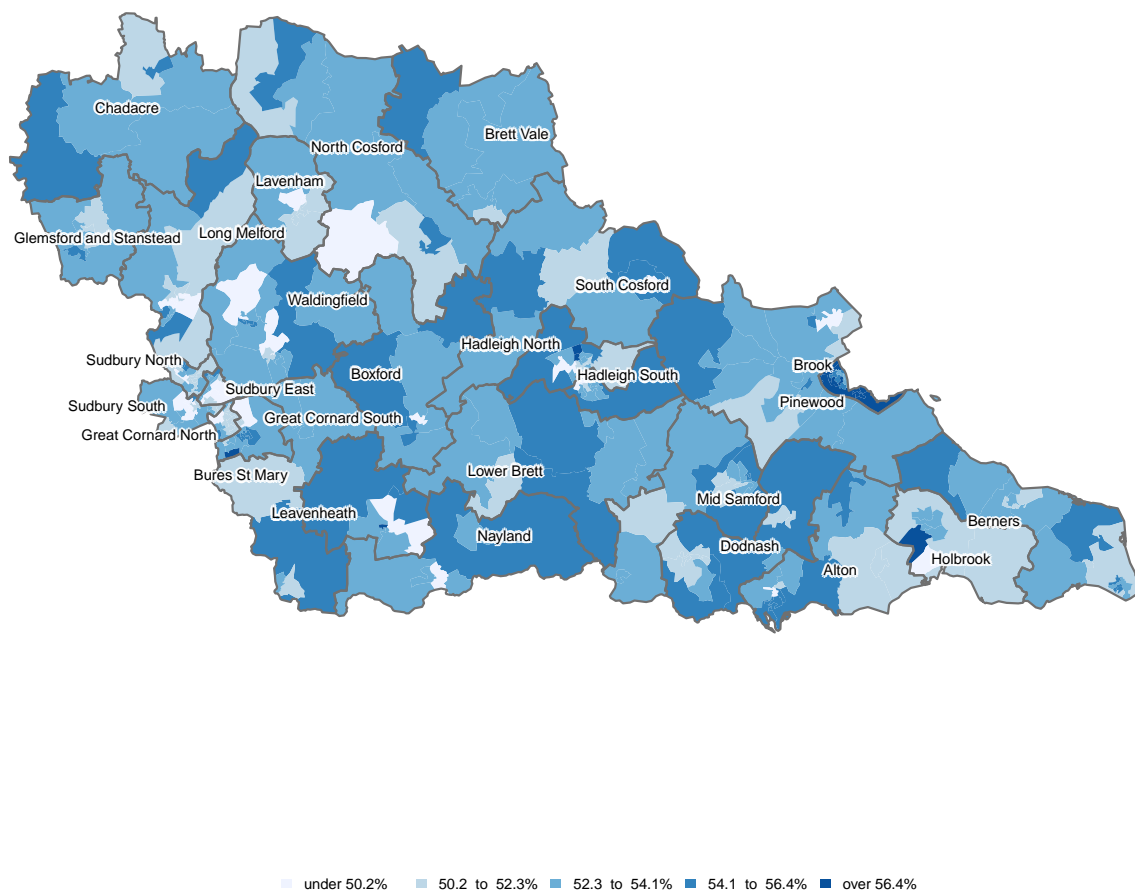 Chadacre
Brett Vale
North Cosford
Lavenham
Long Melford
Glemsford and Stanstead
South Cosford
Waldingfield
Hadleigh North
Sudbury North
Brook
Boxford
Hadleigh South
Sudbury East
Pinewood
Sudbury South
Great Cornard South
Great Cornard North
Lower Brett
Bures St Mary
Mid Samford
Leavenheath
Berners
Nayland
Dodnash
Holbrook
Alton
under 50.2% 50.2 to 52.3% 52.3 to 54.1% 54.1 to 56.4% over 56.4%